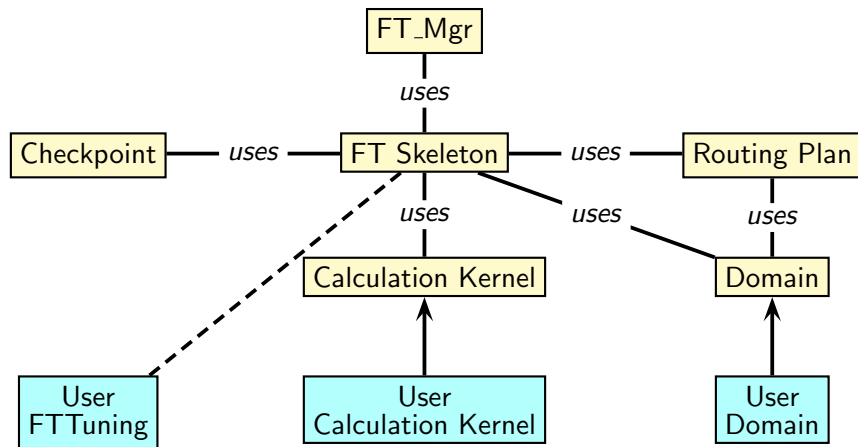 FT_Mgr
uses
Checkpoint
uses
FT Skeleton
uses
Routing Plan
uses
uses
uses
Calculation Kernel
Domain
User
FTTuning
User
Calculation Kernel
User
Domain